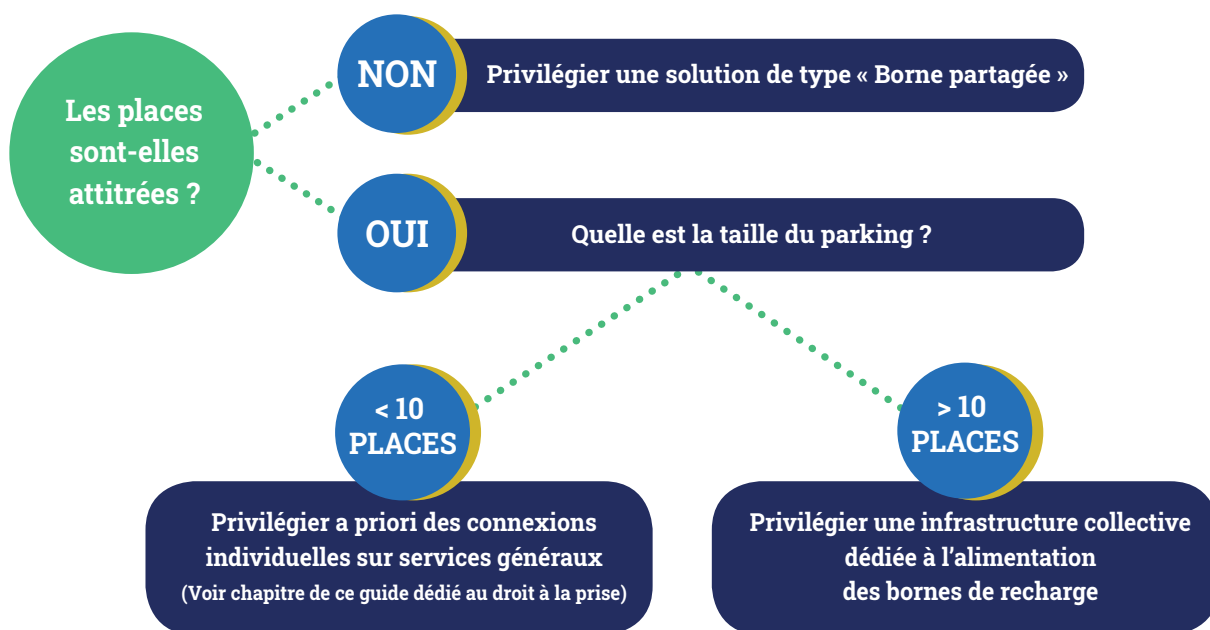 Les places
sont-elles
attitrées ?
NON
Privilégier une solution de type « Borne partagée »
OUI
Quelle est la taille du parking ?
< 10
PLACES
Privilégier a priori des connexions
individuelles sur services généraux
(Voir chapitre de ce guide dédié au droit à la prise)
> 10
PLACES
Privilégier une infrastructure collective
dédiée à l’alimentation
des bornes de recharge